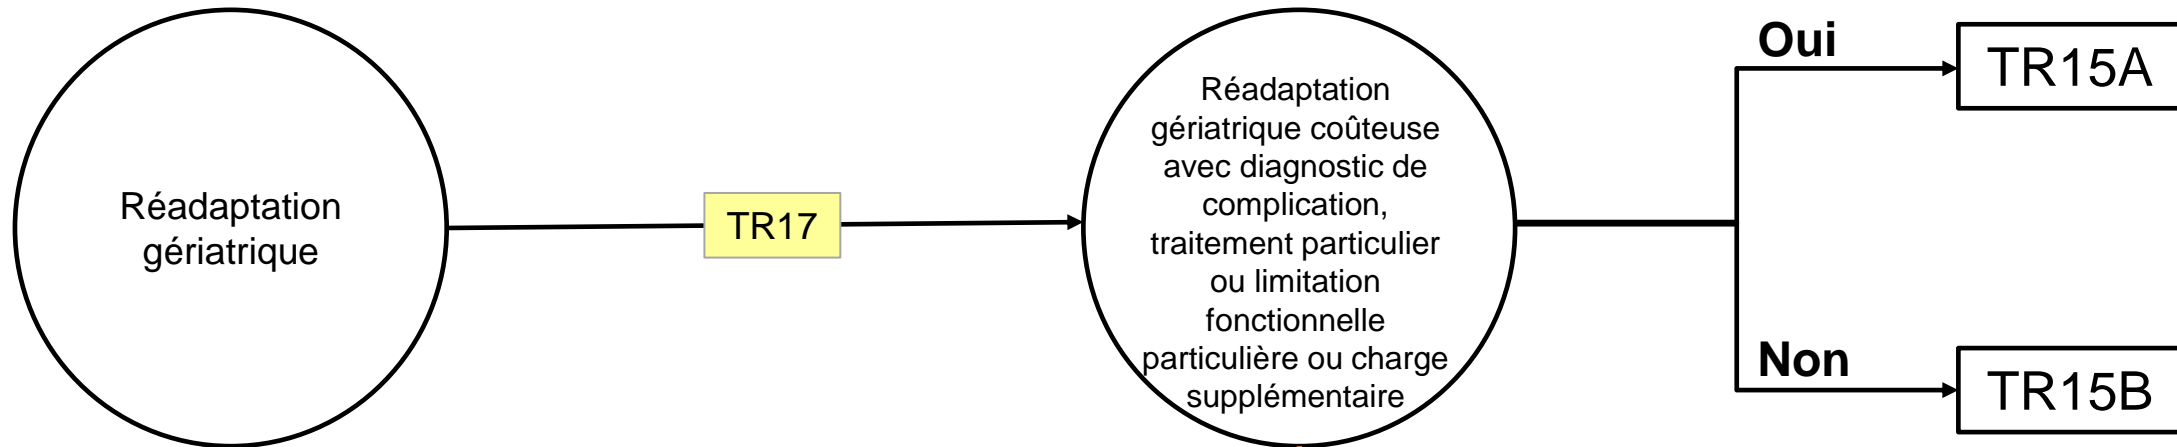 Réadaptation
gériatrique
TR17
Réadaptation
gériatrique coûteuse
avec diagnostic de
complication,
traitement particulier
ou limitation
fonctionnelle
particulière ou charge
supplémentaire
Oui
TR15A
Non
TR15B